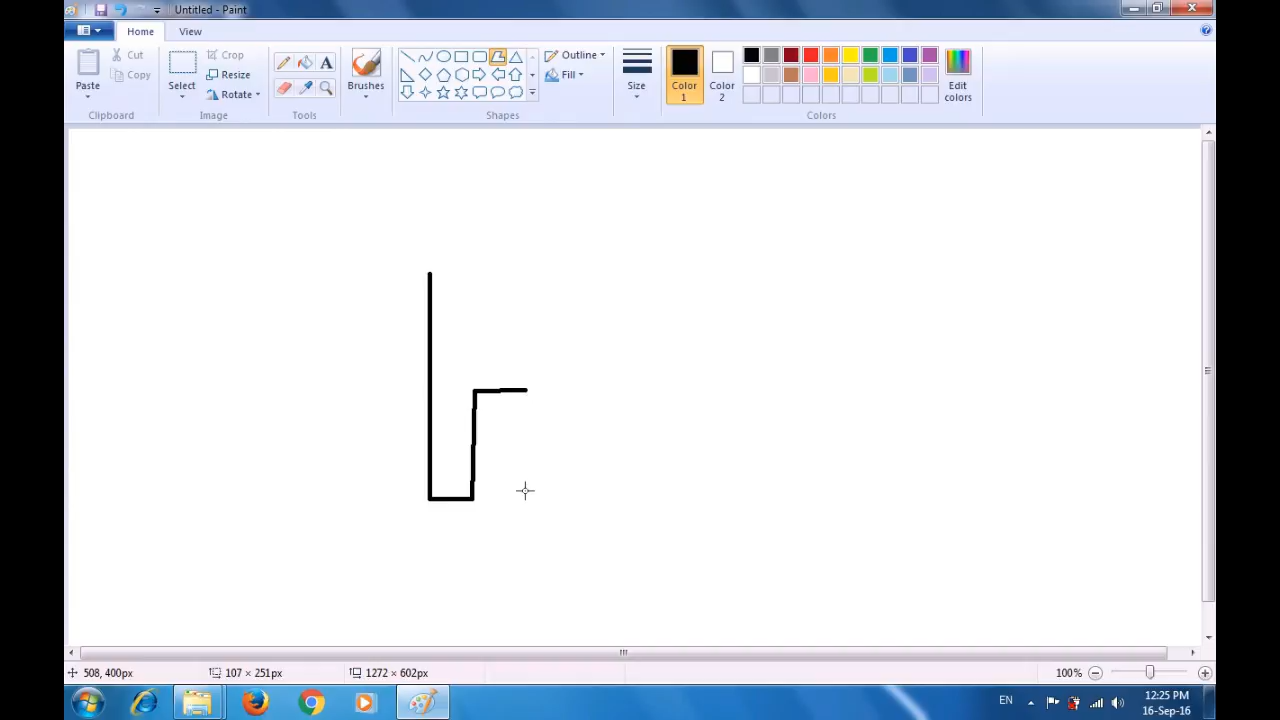 Untitled - Paint
Home View
Paste
Cut
Copy
Clipboard
Select
Crop
Resize
Rotate
Image
A
Tools
Brushes
Outline
Fill
Shapes
Size
Color 1
Color 2
Edit colors
Colors
508, 400px 107 × 251px 1272 × 602px 100%
EN 12:25 PM
16-Sep-16